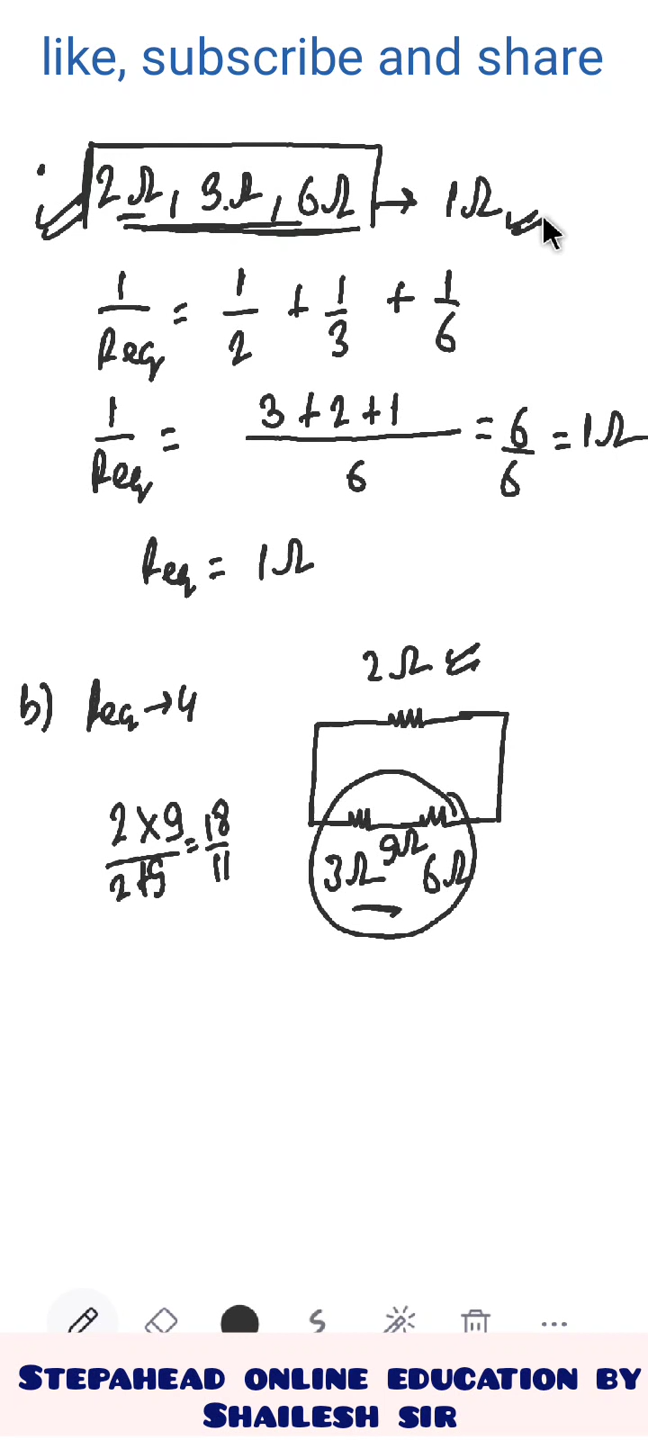 like, subscribe and share
i 2Ω, 3Ω, 6Ω → 1Ω
1/Req = 1/2 + 1/3 + 1/6
1/Req = 3+2+1/6 = 6/6 = 1Ω
Req = 1Ω
2Ω
b) Req → 4
2×9/2+9 = 18/11
9Ω
3Ω 6Ω
STEPAHEAD ONLINE EDUCATION BY
SHAILESH SIR